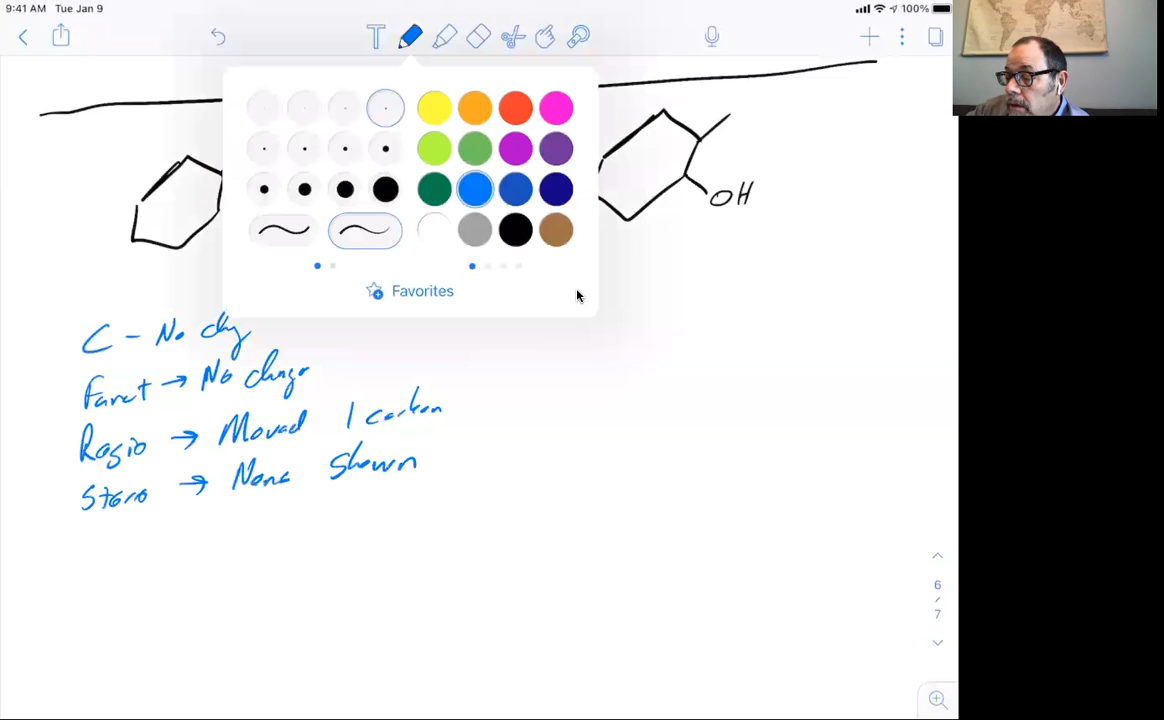 9:41 AM Tue Jan 9
100%
T
OH
Favorites
C - No chg
Funct → No change
Regio → Moved 1 carbon
Stereo → None shown
6
/
7